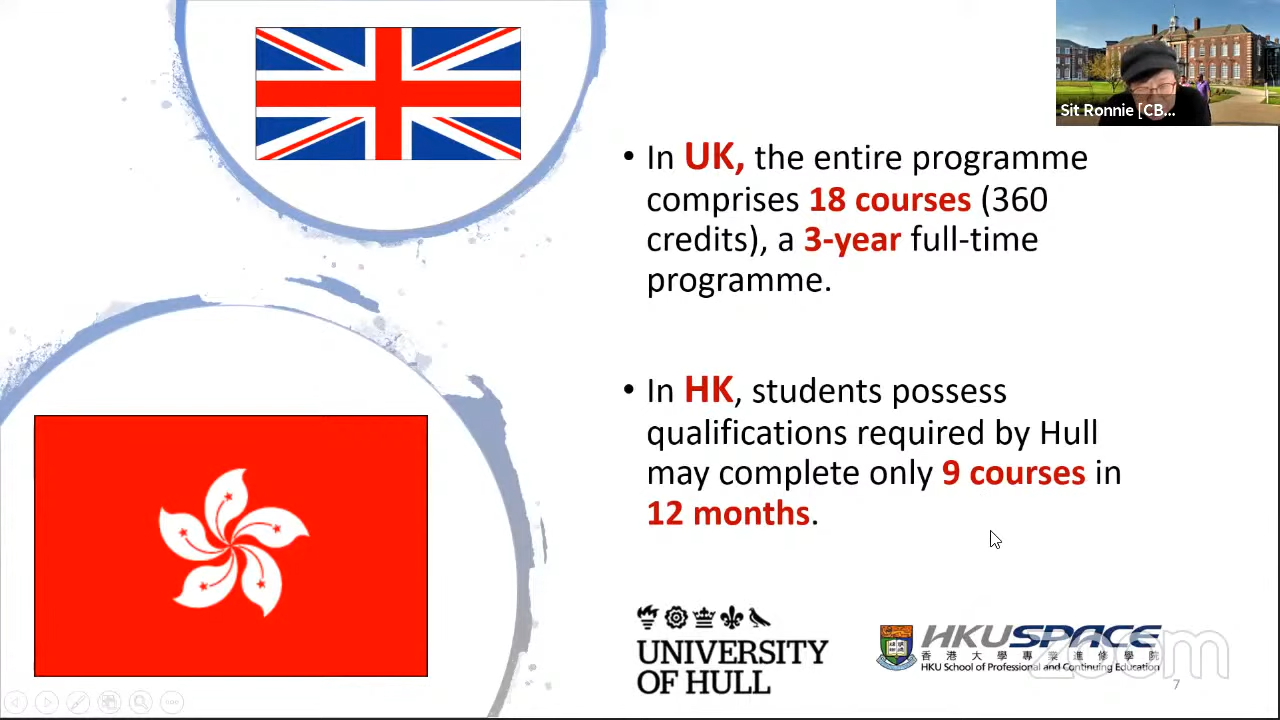 Sit Ronnie [CB...
• In UK, the entire programme
comprises 18 courses (360
credits), a 3-year full-time
programme.
• In HK, students possess
qualifications required by Hull
may complete only 9 courses in
12 months.
UNIVERSITY
OF HULL
HKUSPACE
香港大學專業進修學院
HKU School of Professional and Continuing Education
zoom
7